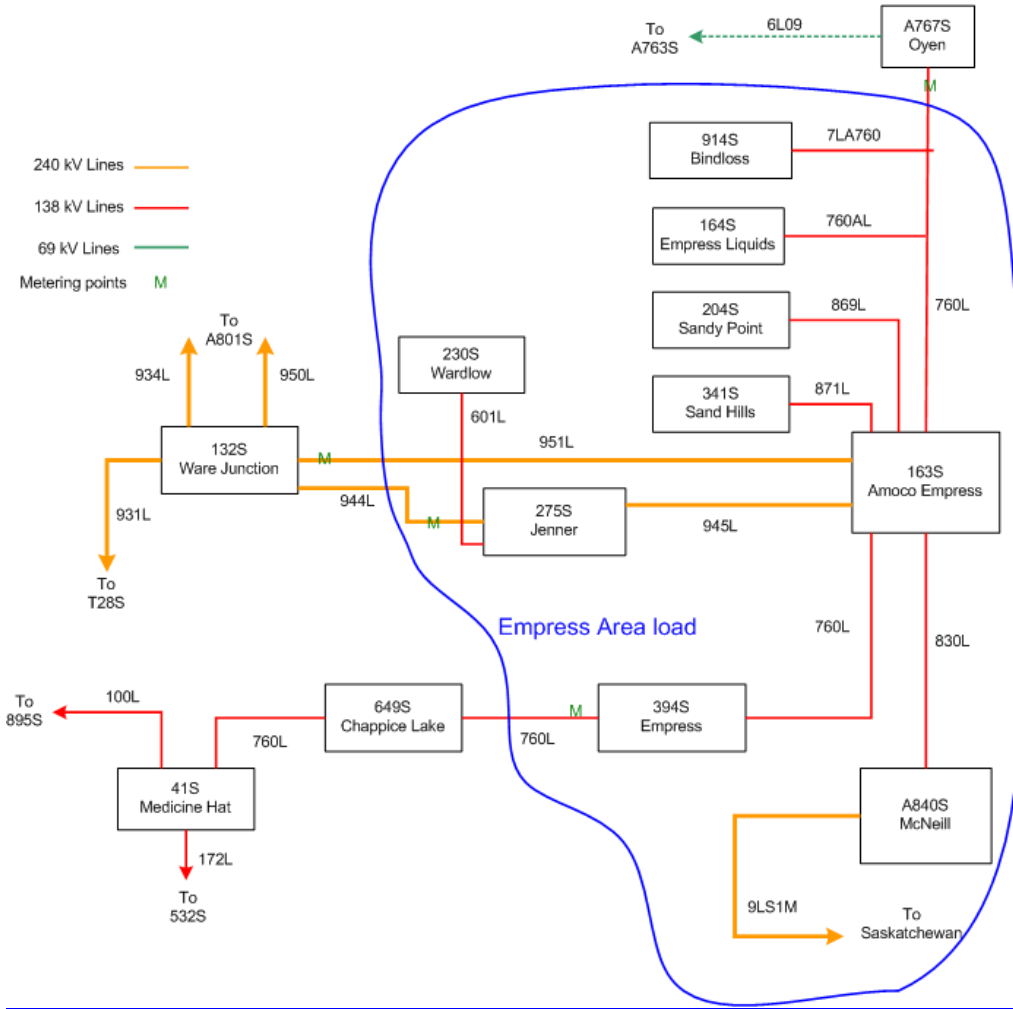 To
A763S
6L09
A767S
Oyen
M
914S
Bindloss
7LA760
240 kV Lines
138 kV Lines
69 kV Lines
Metering points M
164S
Empress Liquids
760AL
204S
Sandy Point
869L
760L
To
A801S
934L
950L
230S
Wardlow
341S
Sand Hills
871L
601L
132S
Ware Junction
M
951L
163S
Amoco Empress
944L
M
275S
Jenner
945L
931L
To
T28S
Empress Area load
760L
830L
To
895S
100L
649S
Chappice Lake
M
394S
Empress
760L
760L
41S
Medicine Hat
A840S
McNeill
172L
To
532S
9LS1M
To
Saskatchewan